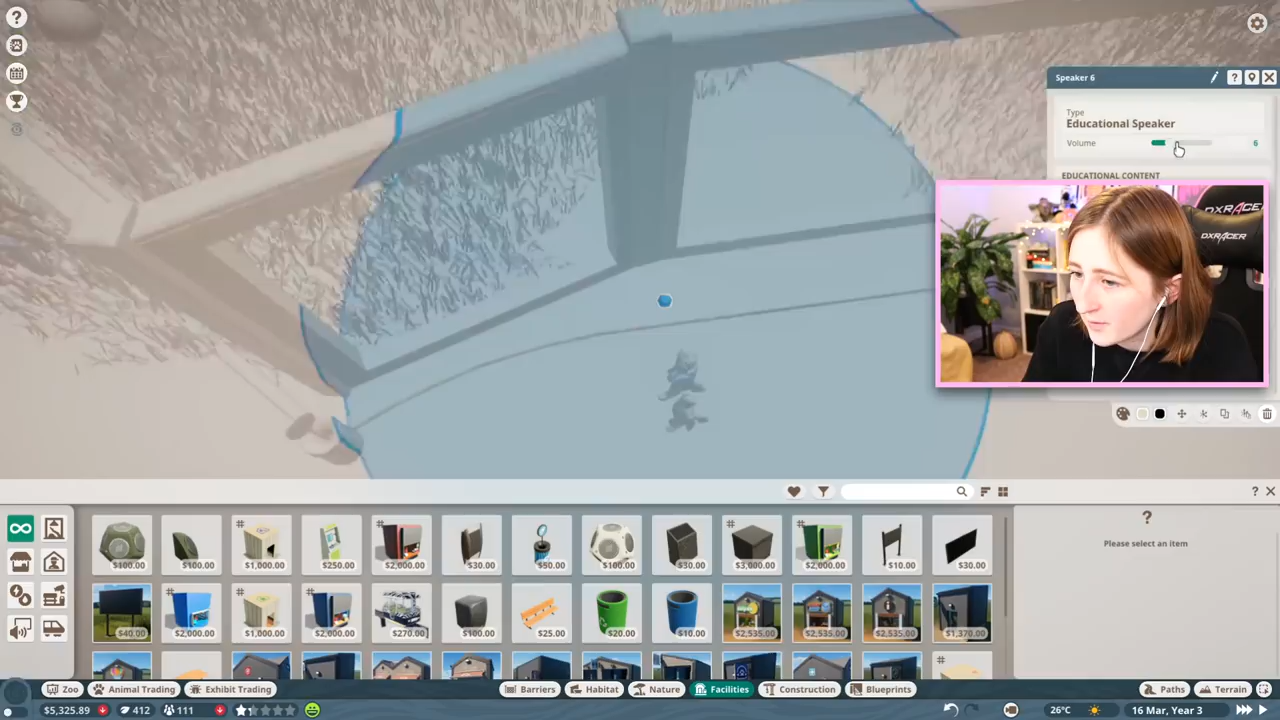 Speaker 6
?
Type
Educational Speaker
Volume 6
EDUCATIONAL CONTENT
DXRACER
DXRACER
? 
?
Please select an item
$100.00 $100.00 $1,000.00 $250.00 $2,000.00 $30.00 $50.00 $100.00 $30.00 $3,000.00 $2,000.00 $10.00 $30.00
$40.00 $2,000.00 $1,000.00 $2,000.00 $270.00 $100.00 $25.00 $20.00 $10.00 $2,535.00 $2,535.00 $2,535.00 $1,370.00
Zoo Animal Trading Exhibit Trading Barriers Habitat Nature Facilities Construction Blueprints Paths Terrain
$5,325.89 412 111 26°C 16 Mar, Year 3